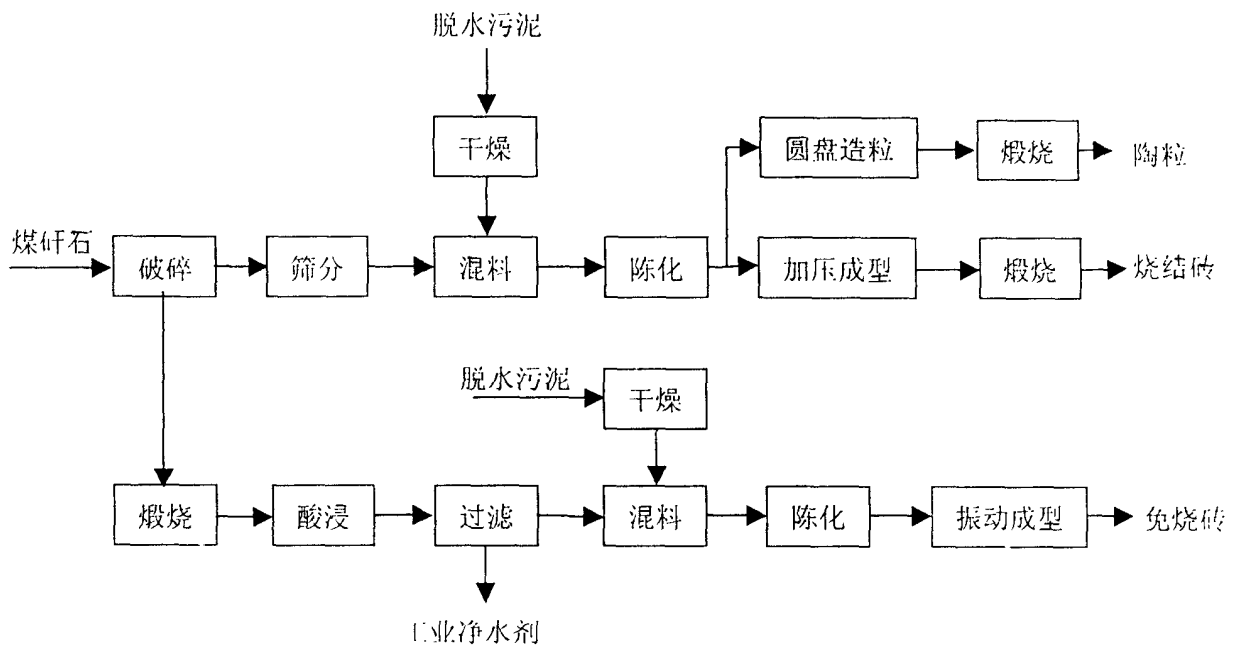 脱水污泥
干燥
圆盘造粒
煅烧
陶粒
煤矸石
破碎
筛分
混料
陈化
加压成型
煅烧
烧结砖
脱水污泥
干燥
煅烧
酸浸
过滤
混料
陈化
振动成型
免烧砖
工业净水剂